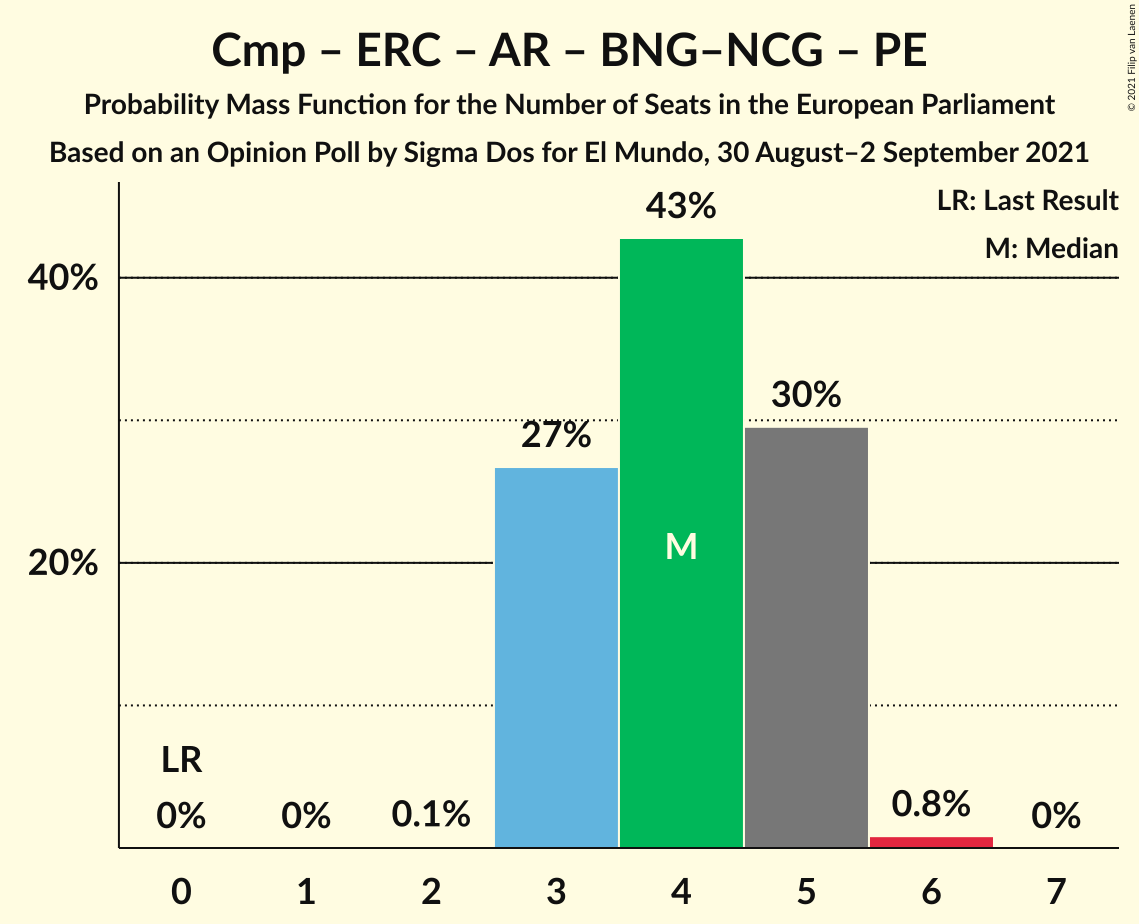 Cmp – ERC – AR – BNG–NCG – PE
Probability Mass Function for the Number of Seats in the European Parliament
Based on an Opinion Poll by Sigma Dos for El Mundo, 30 August–2 September 2021
© 2021 Filip van Laenen
LR: Last Result
M: Median
43%
40%
30%
27%
M
20%
LR
0% 0% 0.1% 0.8% 0%
0 1 2 3 4 5 6 7